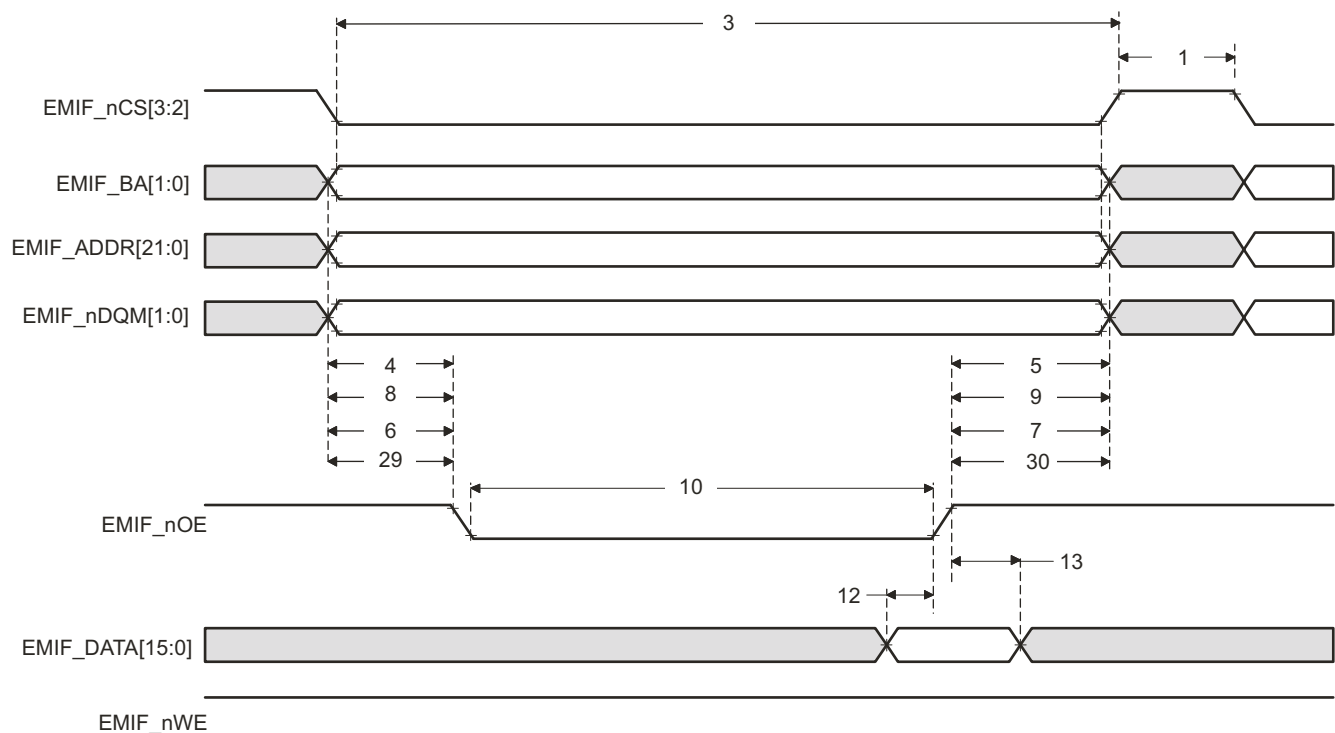 3
1
EMIF_nCS[3:2]
EMIF_BA[1:0]
EMIF_ADDR[21:0]
EMIF_nDQM[1:0]
4
5
8
9
6
7
29
30
10
EMIF_nOE
13
12
EMIF_DATA[15:0]
EMIF_nWE